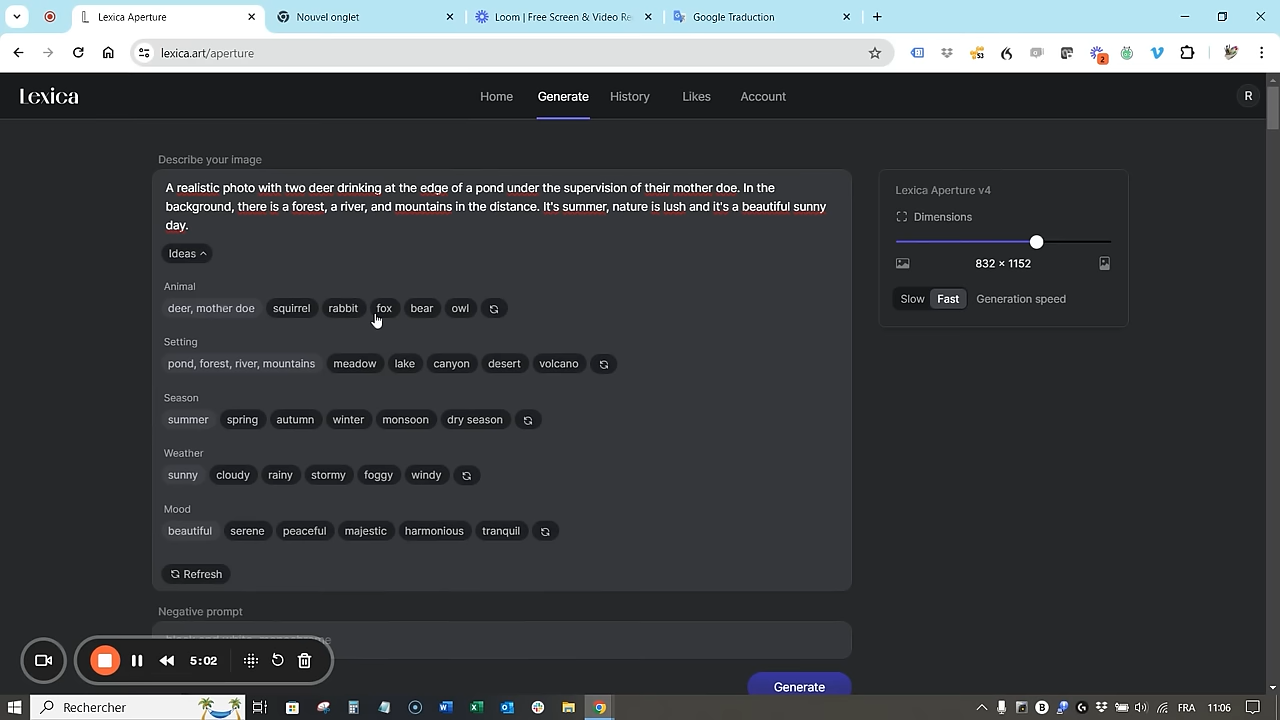 Lexica Aperture
Nouvel onglet
Loom | Free Screen & Video Re
Google Traduction
lexica.art/aperture
2
Lexica
Home Generate History Likes Account
R
Describe your image
A realistic photo with two deer drinking at the edge of a pond under the supervision of their mother doe. In the
background, there is a forest, a river, and mountains in the distance. It's summer, nature is lush and it's a beautiful sunny
day.
Ideas
Animal
deer, mother doe squirrel rabbit fox bear owl
Setting
pond, forest, river, mountains meadow lake canyon desert volcano
Season
summer spring autumn winter monsoon dry season
Weather
sunny cloudy rainy stormy foggy windy
Mood
beautiful serene peaceful majestic harmonious tranquil
Refresh
Negative prompt
Generate
Lexica Aperture v4
Dimensions
832 × 1152
Slow Fast Generation speed
5:02
Rechercher
FRA 11:06